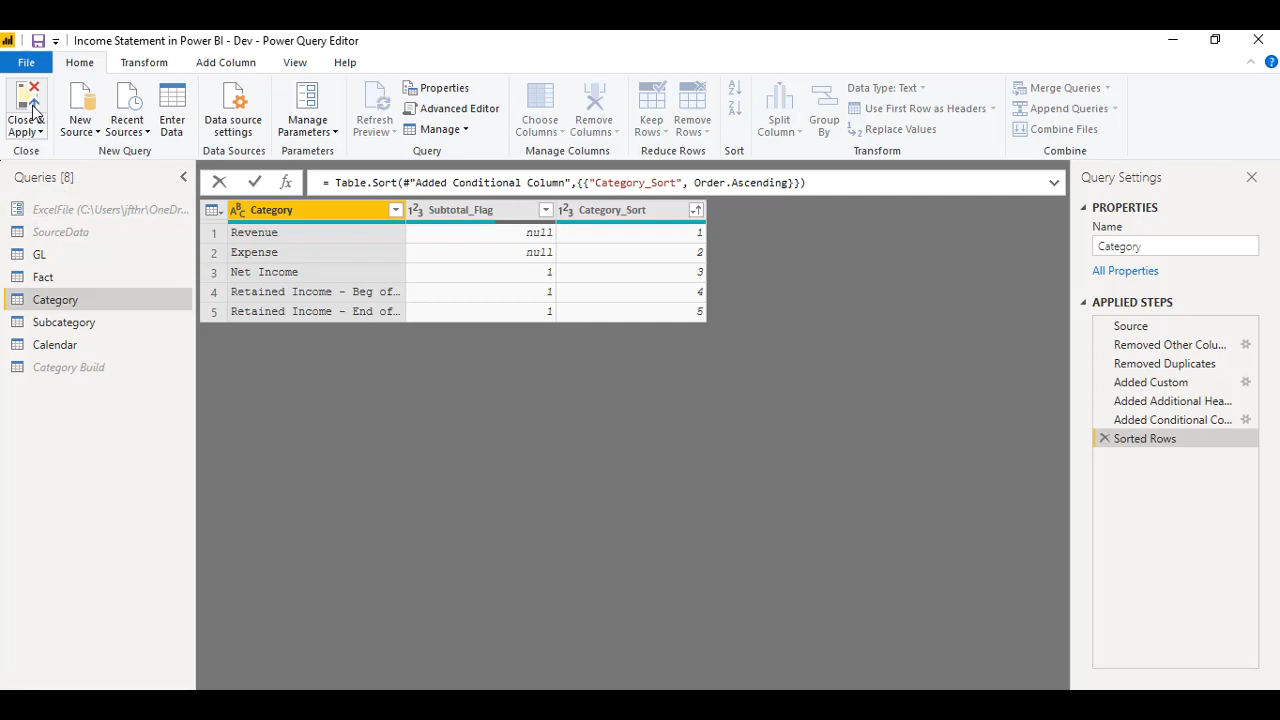 Income Statement in Power BI - Dev - Power Query Editor
File Home Transform Add Column View Help
Close & Apply
New Source
Recent Sources
Enter Data
Data source settings
Manage Parameters
Refresh Preview
Properties
Advanced Editor
Manage
Choose Columns
Remove Columns
Keep Rows
Remove Rows
Split Column
Group By
Data Type: Text
Use First Row as Headers
Replace Values
Merge Queries
Append Queries
Combine Files
Close New Query Data Sources Parameters Query Manage Columns Reduce Rows Sort Transform Combine
Queries [8]
ExcelFile (C:\Users\jfthr\OneDr...
SourceData
GL
Fact
Category
Subcategory
Calendar
Category Build
= Table.Sort(#"Added Conditional Column",{{"Category_Sort", Order.Ascending}})
Category Subtotal_Flag Category_Sort
1 Revenue null 1
2 Expense null 2
3 Net Income 1 3
4 Retained Income - Beg of… 1 4
5 Retained Income - End of… 1 5
Query Settings
PROPERTIES
Name
Category
All Properties
APPLIED STEPS
Source
Removed Other Colu...
Removed Duplicates
Added Custom
Added Additional Hea...
Added Conditional Co...
Sorted Rows